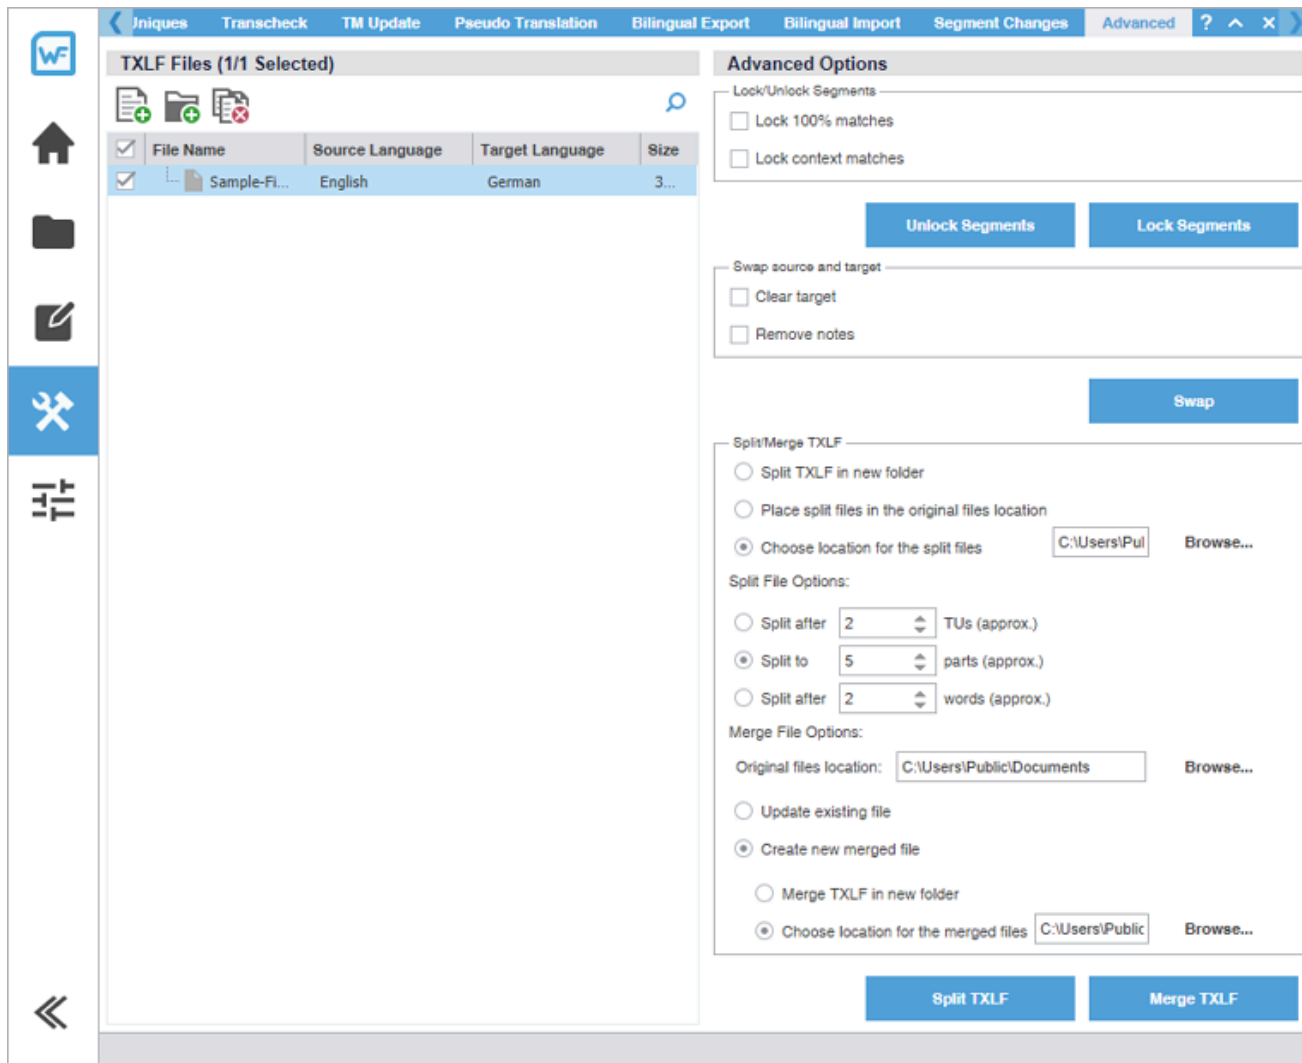 WF
Uniques Transcheck TM Update Pseudo Translation Bilingual Export Bilingual Import Segment Changes Advanced ?
TXLF Files (1/1 Selected)
File Name Source Language Target Language Size
Sample-Fi... English German 3...
Advanced Options
Lock/Unlock Segments
Lock 100% matches
Lock context matches
Unlock Segments Lock Segments
Swap source and target
Clear target
Remove notes
Swap
Split/Merge TXLF
Split TXLF in new folder
Place split files in the original files location
Choose location for the split files C:\Users\Pul Browse...
Split File Options:
Split after 2 TUs (approx.)
Split to 5 parts (approx.)
Split after 2 words (approx.)
Merge File Options:
Original files location: C:\Users\Public\Documents Browse...
Update existing file
Create new merged file
Merge TXLF in new folder
Choose location for the merged files C:\Users\Public Browse...
Split TXLF Merge TXLF